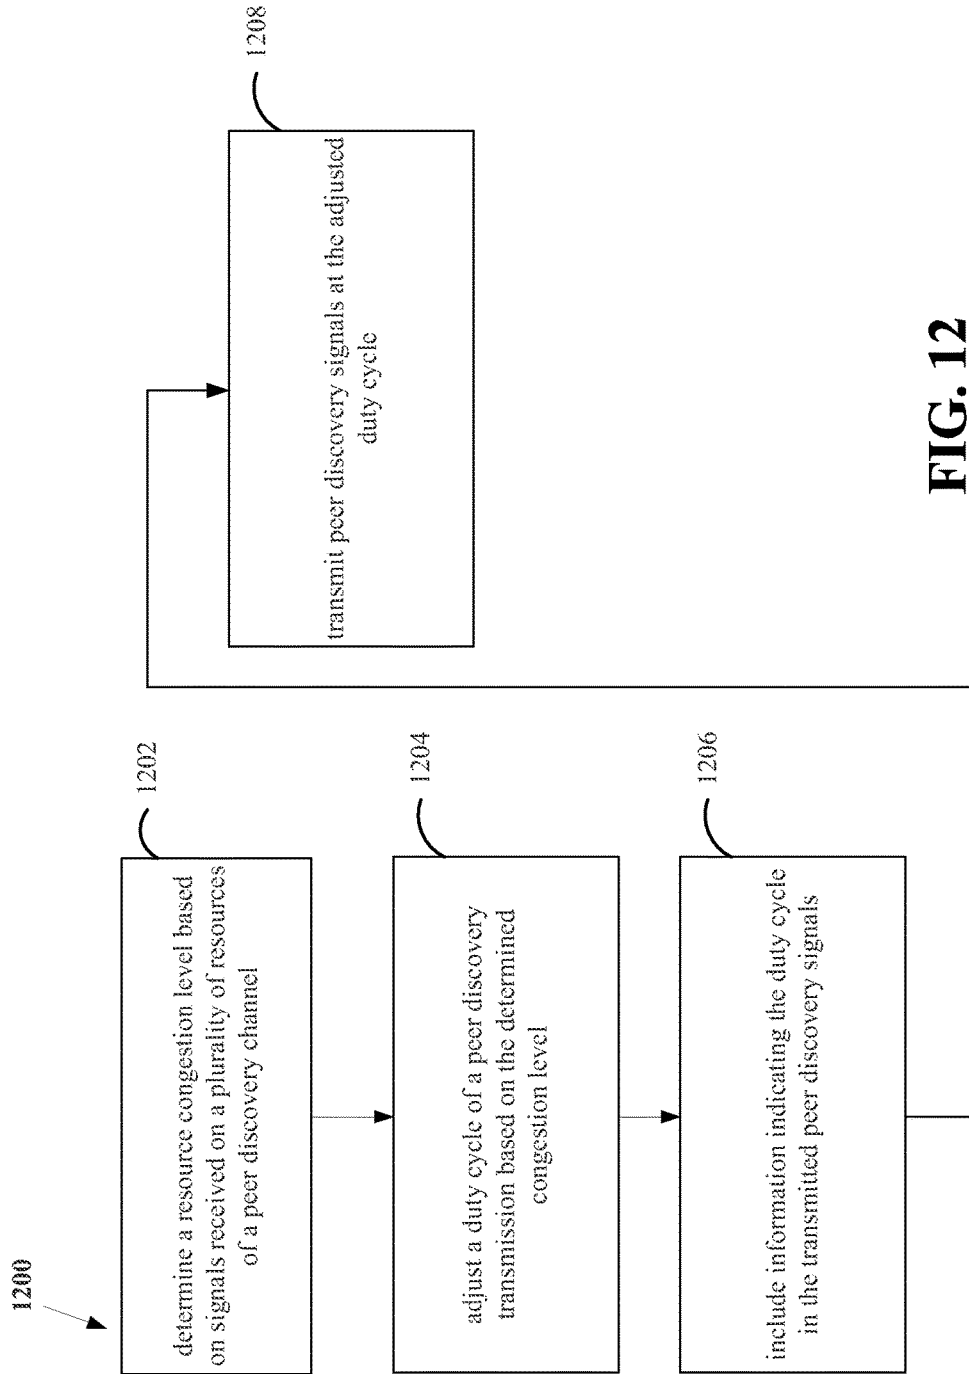 1200
determine a resource congestion level based
on signals received on a plurality of resources
of a peer discovery channel
1202
adjust a duty cycle of a peer discovery
transmission based on the determined
congestion level
1204
include information indicating the duty cycle
in the transmitted peer discovery signals
1206
transmit peer discovery signals at the adjusted
duty cycle
1208
FIG. 12